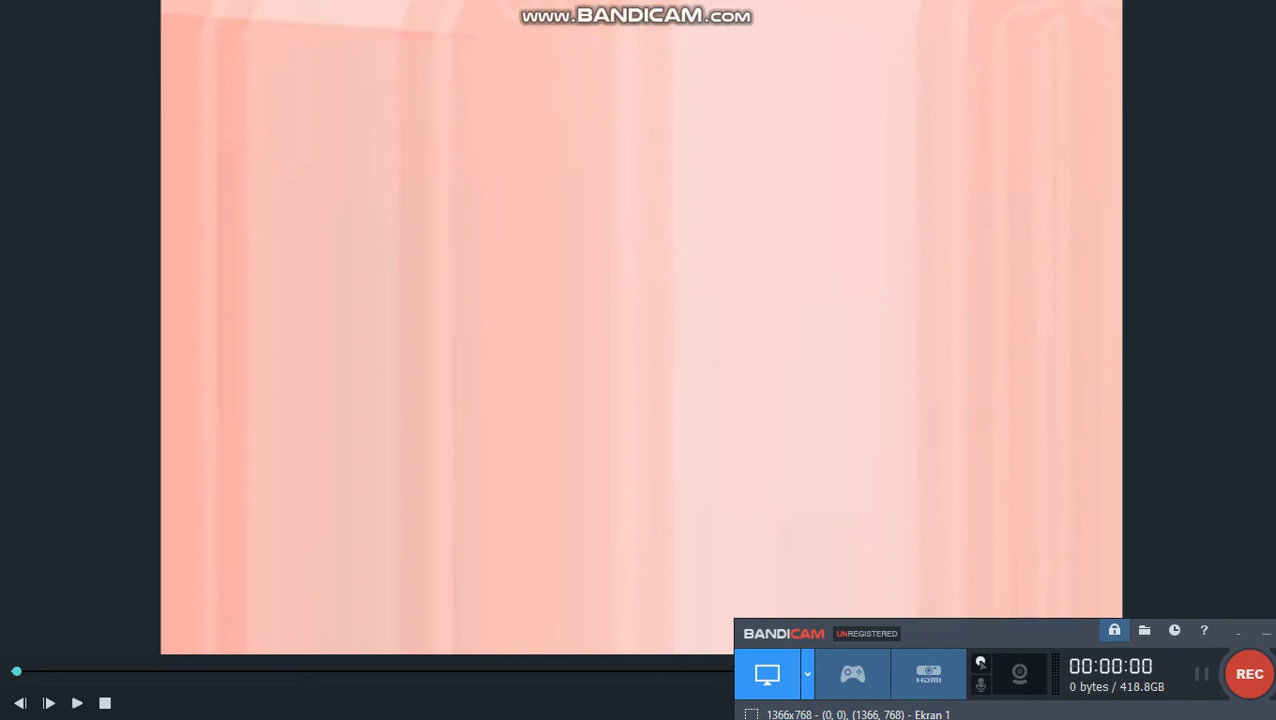 www.BANDICAM.com
BANDICAM UNREGISTERED
00:00:00
HDMI
REC
0 bytes / 418.8GB
1366x768 - (0, 0), (1366, 768) - Ekran 1